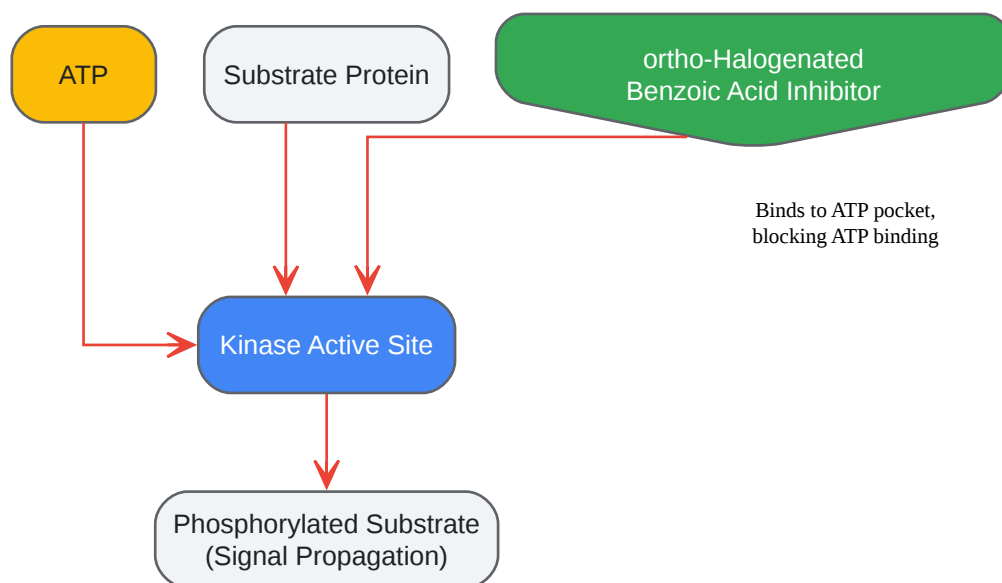 ATP
Substrate Protein
ortho-Halogenated
Benzoic Acid Inhibitor
Binds to ATP pocket,
blocking ATP binding
Kinase Active Site
Phosphorylated Substrate
(Signal Propagation)